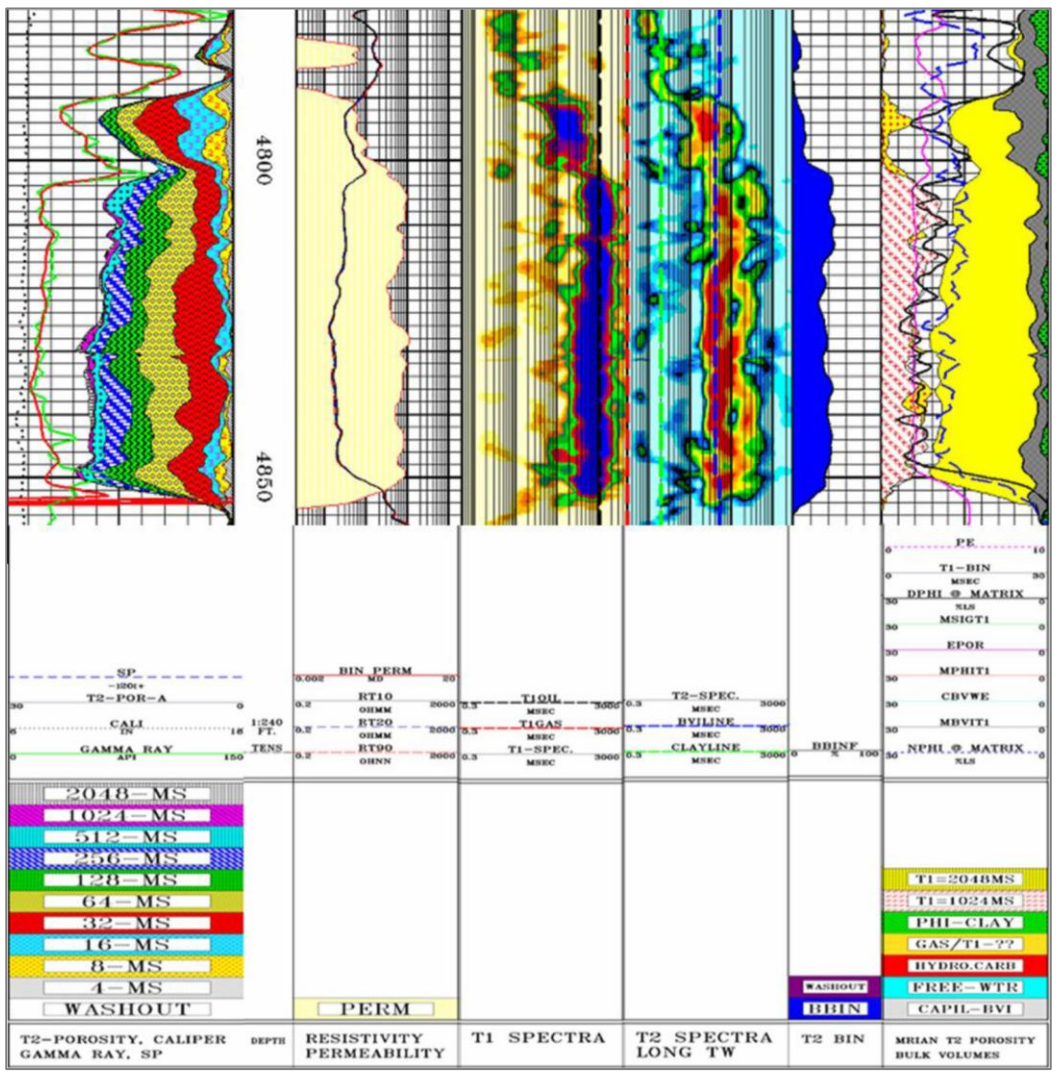 4800
4850
SP
-120|+
T2-POR-A
30 0
CALI
6 IN 16
GAMMA RAY
0 API 150
1:240
FT.
TENS
BIN PERM
0.002 MD 20
RT10
0.2 OHMM 2000
RT20
0.2 OHMM 2000
RT90
0.2 OHNN 2000
T1OIL
0.3 MSEC 3000
T1GAS
0.3 MSEC 3000
T1-SPEC.
0.3 MSEC 3000
T2-SPEC.
0.3 MSEC 3000
BVILINE
0.3 MSEC 3000
CLAYLINE
0.3 MSEC 3000
BBINF
0 % 100
PE
0 10
T1-BIN
0 MSEC 30
DPHI @ MATRIX
30 %LS 0
MSIGT1
30 0
EPOR
30 0
MPHIT1
30 0
CBVWE
30 0
MBVIT1
30 0
NPHI @ MATRIX
30 %LS 0
2048-MS
1024-MS
512-MS
256-MS
128-MS
64-MS
32-MS
16-MS
8-MS
4-MS
WASHOUT
PERM
WASHOUT
BBIN
T1=2048MS
T1=1024MS
PHI-CLAY
GAS/T1-??
HYDRO.CARB
FREE-WTR
CAPIL-BVI
T2-POROSITY, CALIPER
GAMMA RAY, SP
DEPTH
RESISTIVITY
PERMEABILITY
T1 SPECTRA
T2 SPECTRA
LONG TW
T2 BIN
MRIAN T2 POROSITY
BULK VOLUMES